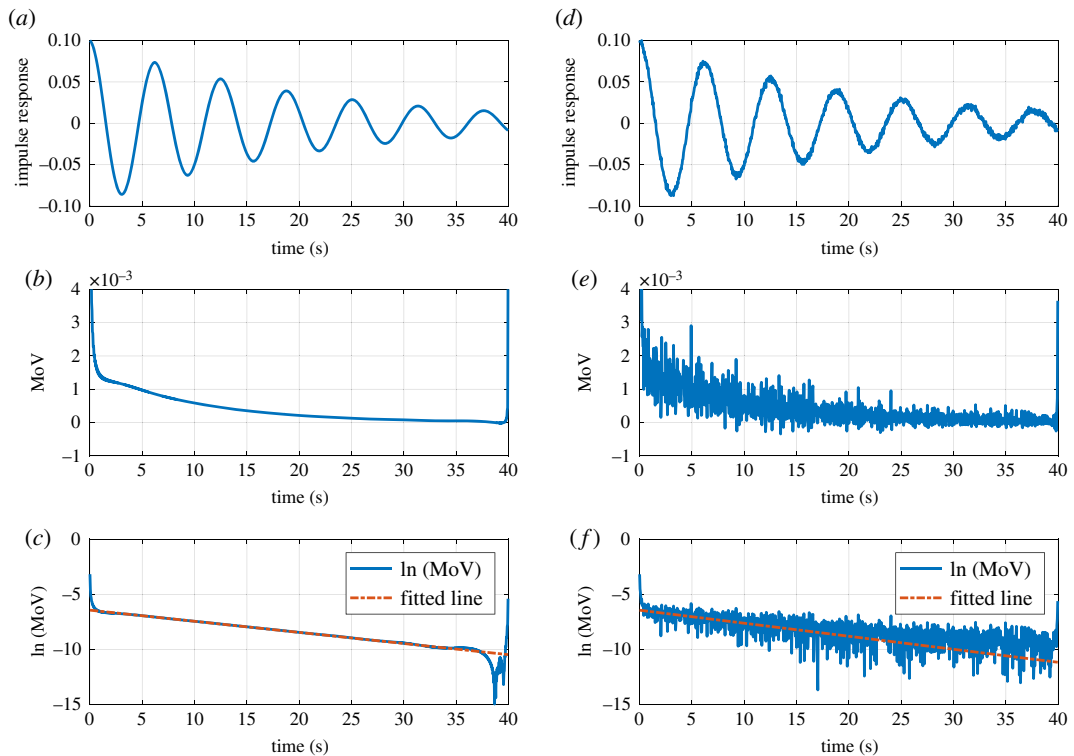 (a)
0.10
0.05
0
–0.05
–0.10
impulse response
0 5 10 15 20 25 30 35 40
time (s)
(d)
0.10
0.05
0
–0.05
–0.10
impulse response
0 5 10 15 20 25 30 35 40
time (s)
(b)
×10–3
4
3
2
1
0
–1
MoV
0 5 10 15 20 25 30 35 40
time (s)
(e)
×10–3
4
3
2
1
0
–1
MoV
0 5 10 15 20 25 30 35 40
time (s)
(c)
0
–5
–10
–15
ln (MoV)
ln (MoV)
fitted line
0 5 10 15 20 25 30 35 40
time (s)
(f)
0
–5
–10
–15
ln (MoV)
ln (MoV)
fitted line
0 5 10 15 20 25 30 35 40
time (s)